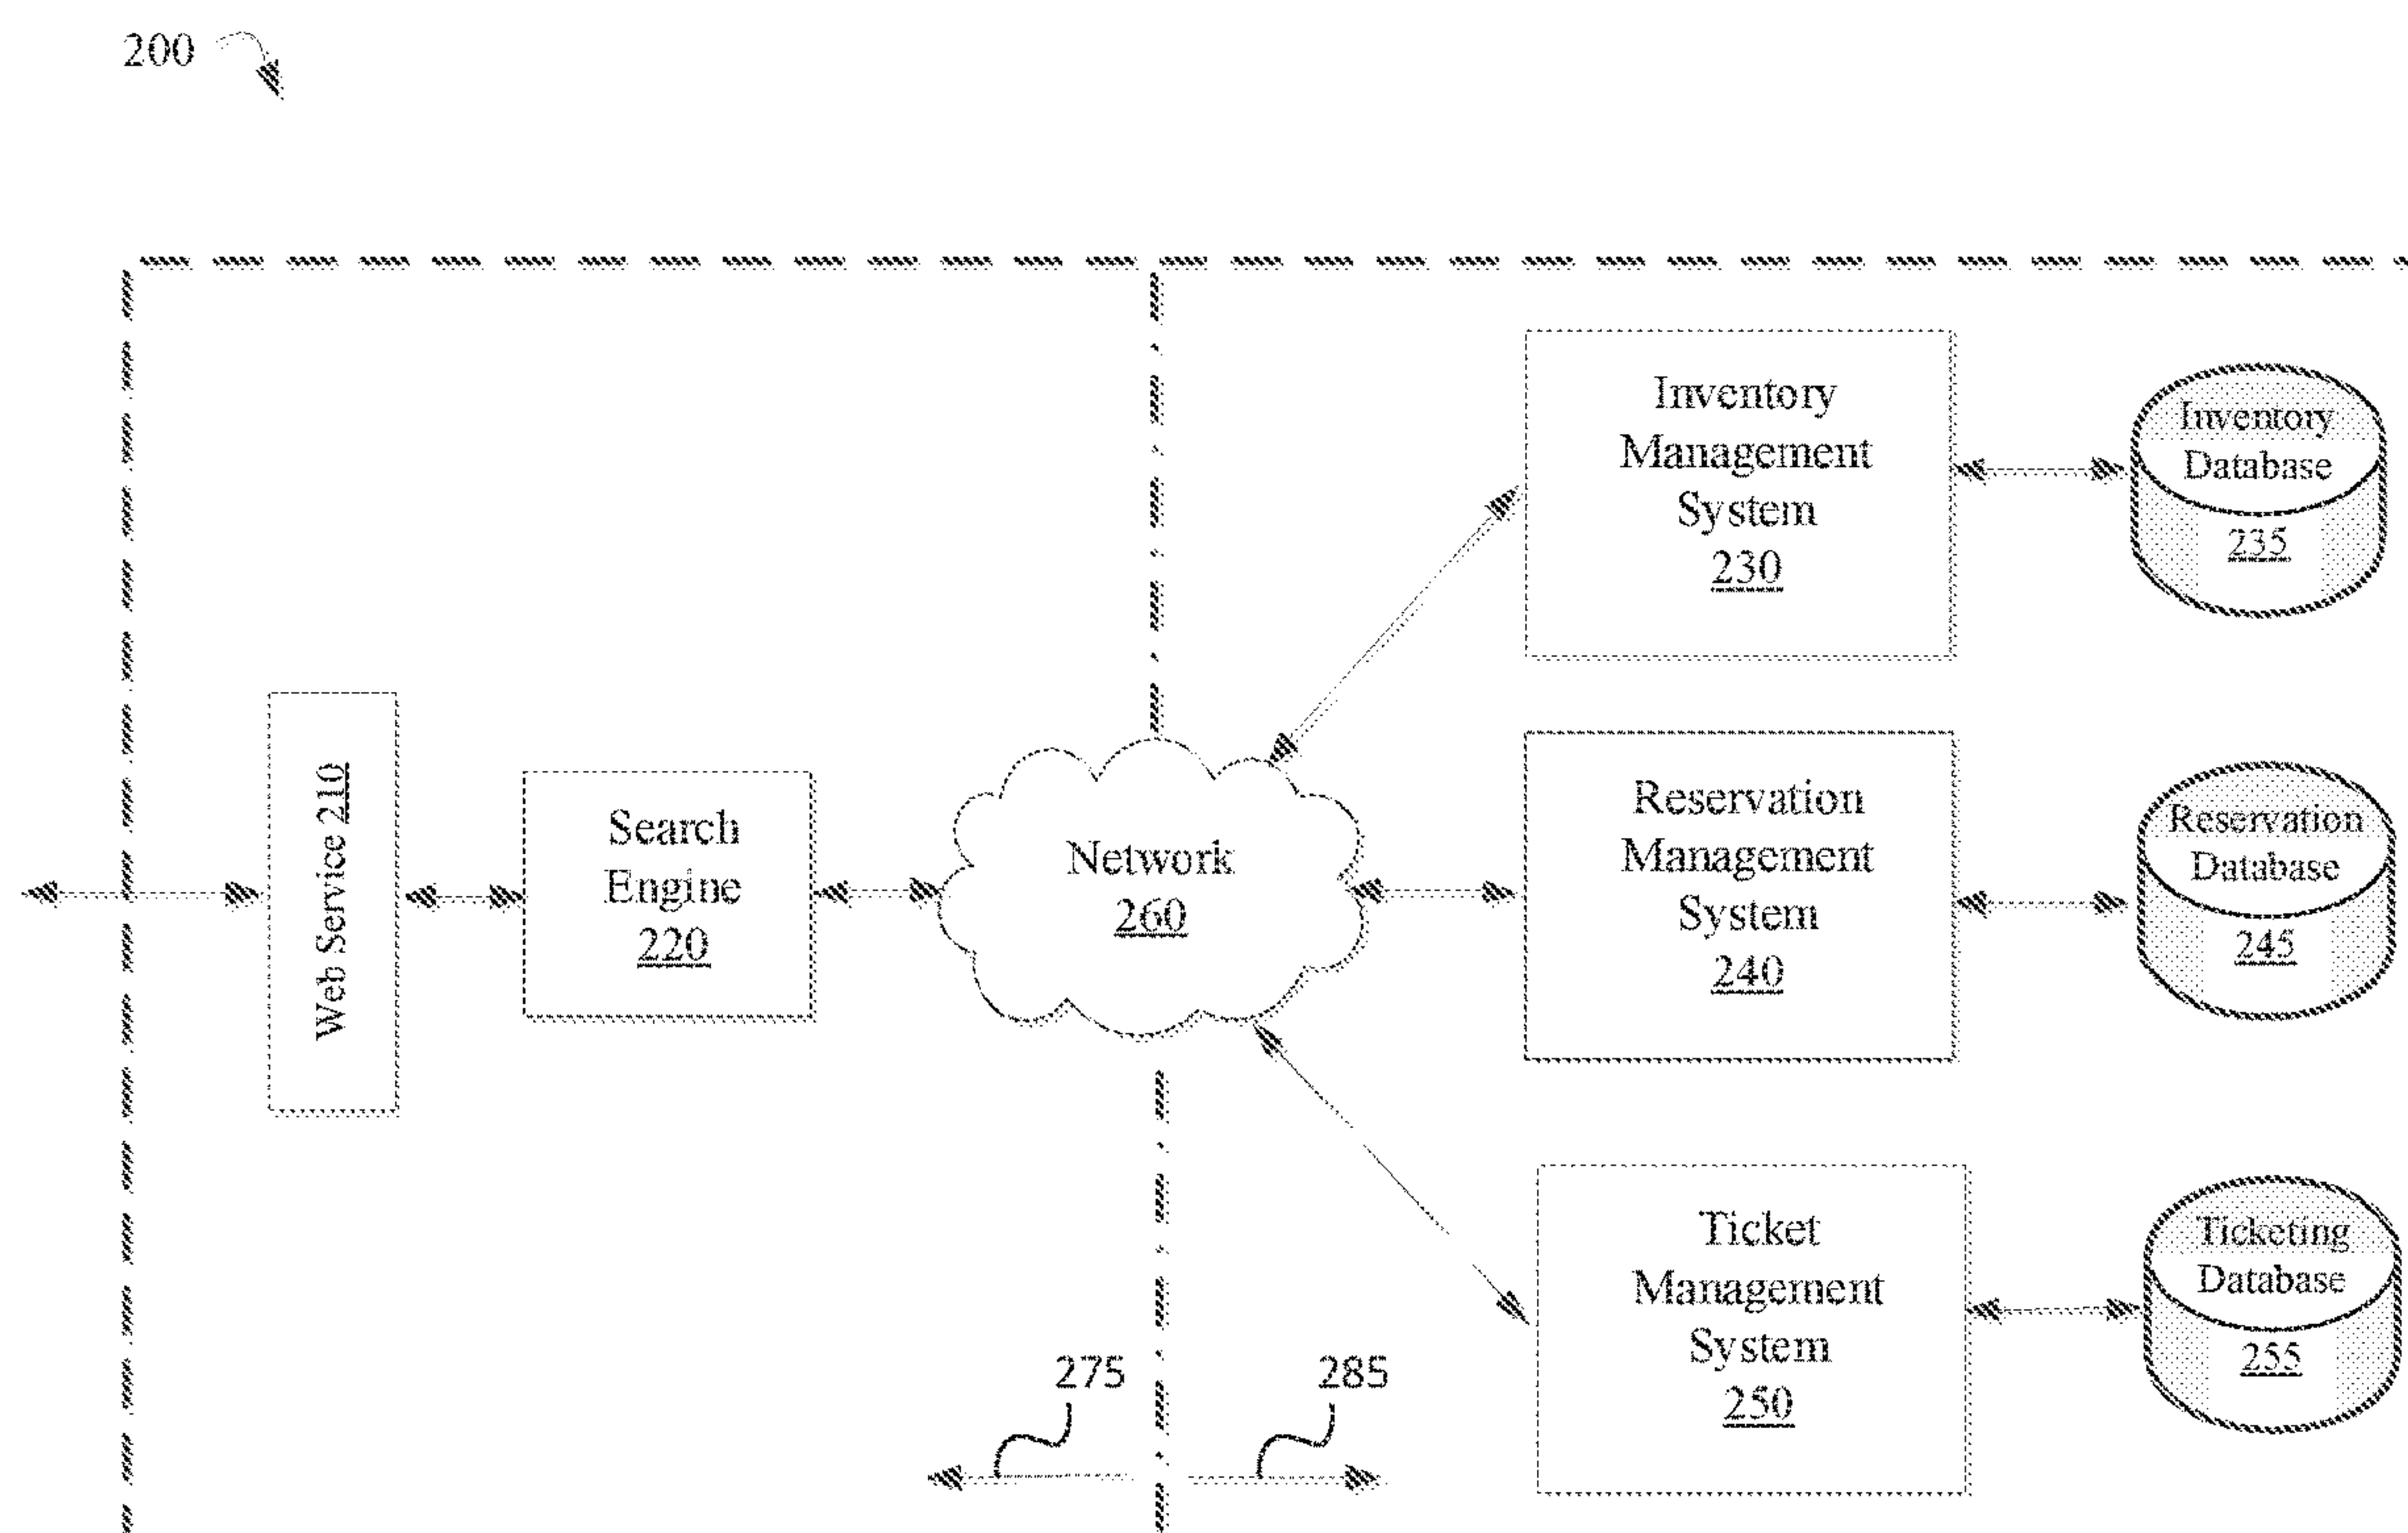 200
Inventory
Management
System
230
Inventory
Database
235
Web Service 210
Search
Engine
220
Network
260
Reservation
Management
System
240
Reservation
Database
245
Ticket
Management
System
250
Ticketing
Database
255
275
285